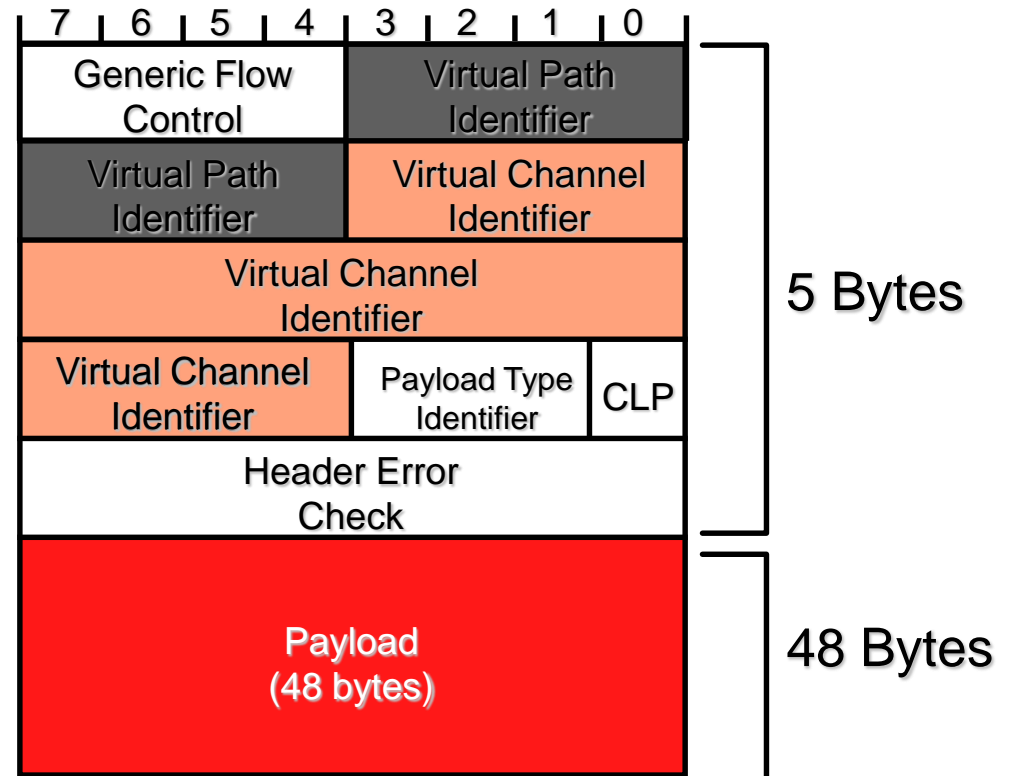 7 6 5 4 3 2 1 0
Generic Flow
Control
Virtual Path
Identifier
Virtual Path
Identifier
Virtual Channel
Identifier
Virtual Channel
Identifier
Virtual Channel
Identifier
Payload Type
Identifier
CLP
Header Error
Check
5 Bytes
Payload
(48 bytes)
48 Bytes